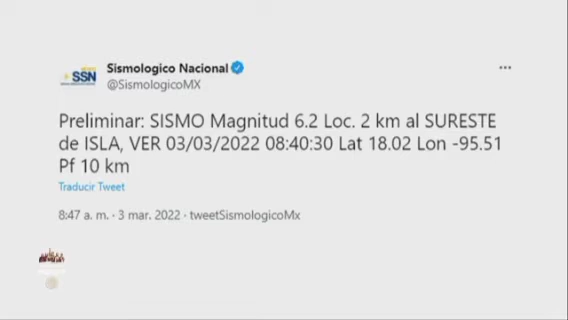 SSN
Sismologico Nacional
@SismologicoMX
Preliminar: SISMO Magnitud 6.2 Loc. 2 km al SURESTE
de ISLA, VER 03/03/2022 08:40:30 Lat 18.02 Lon -95.51
Pf 10 km
Traducir Tweet
8:47 a. m. · 3 mar. 2022 · tweetSismologicoMx